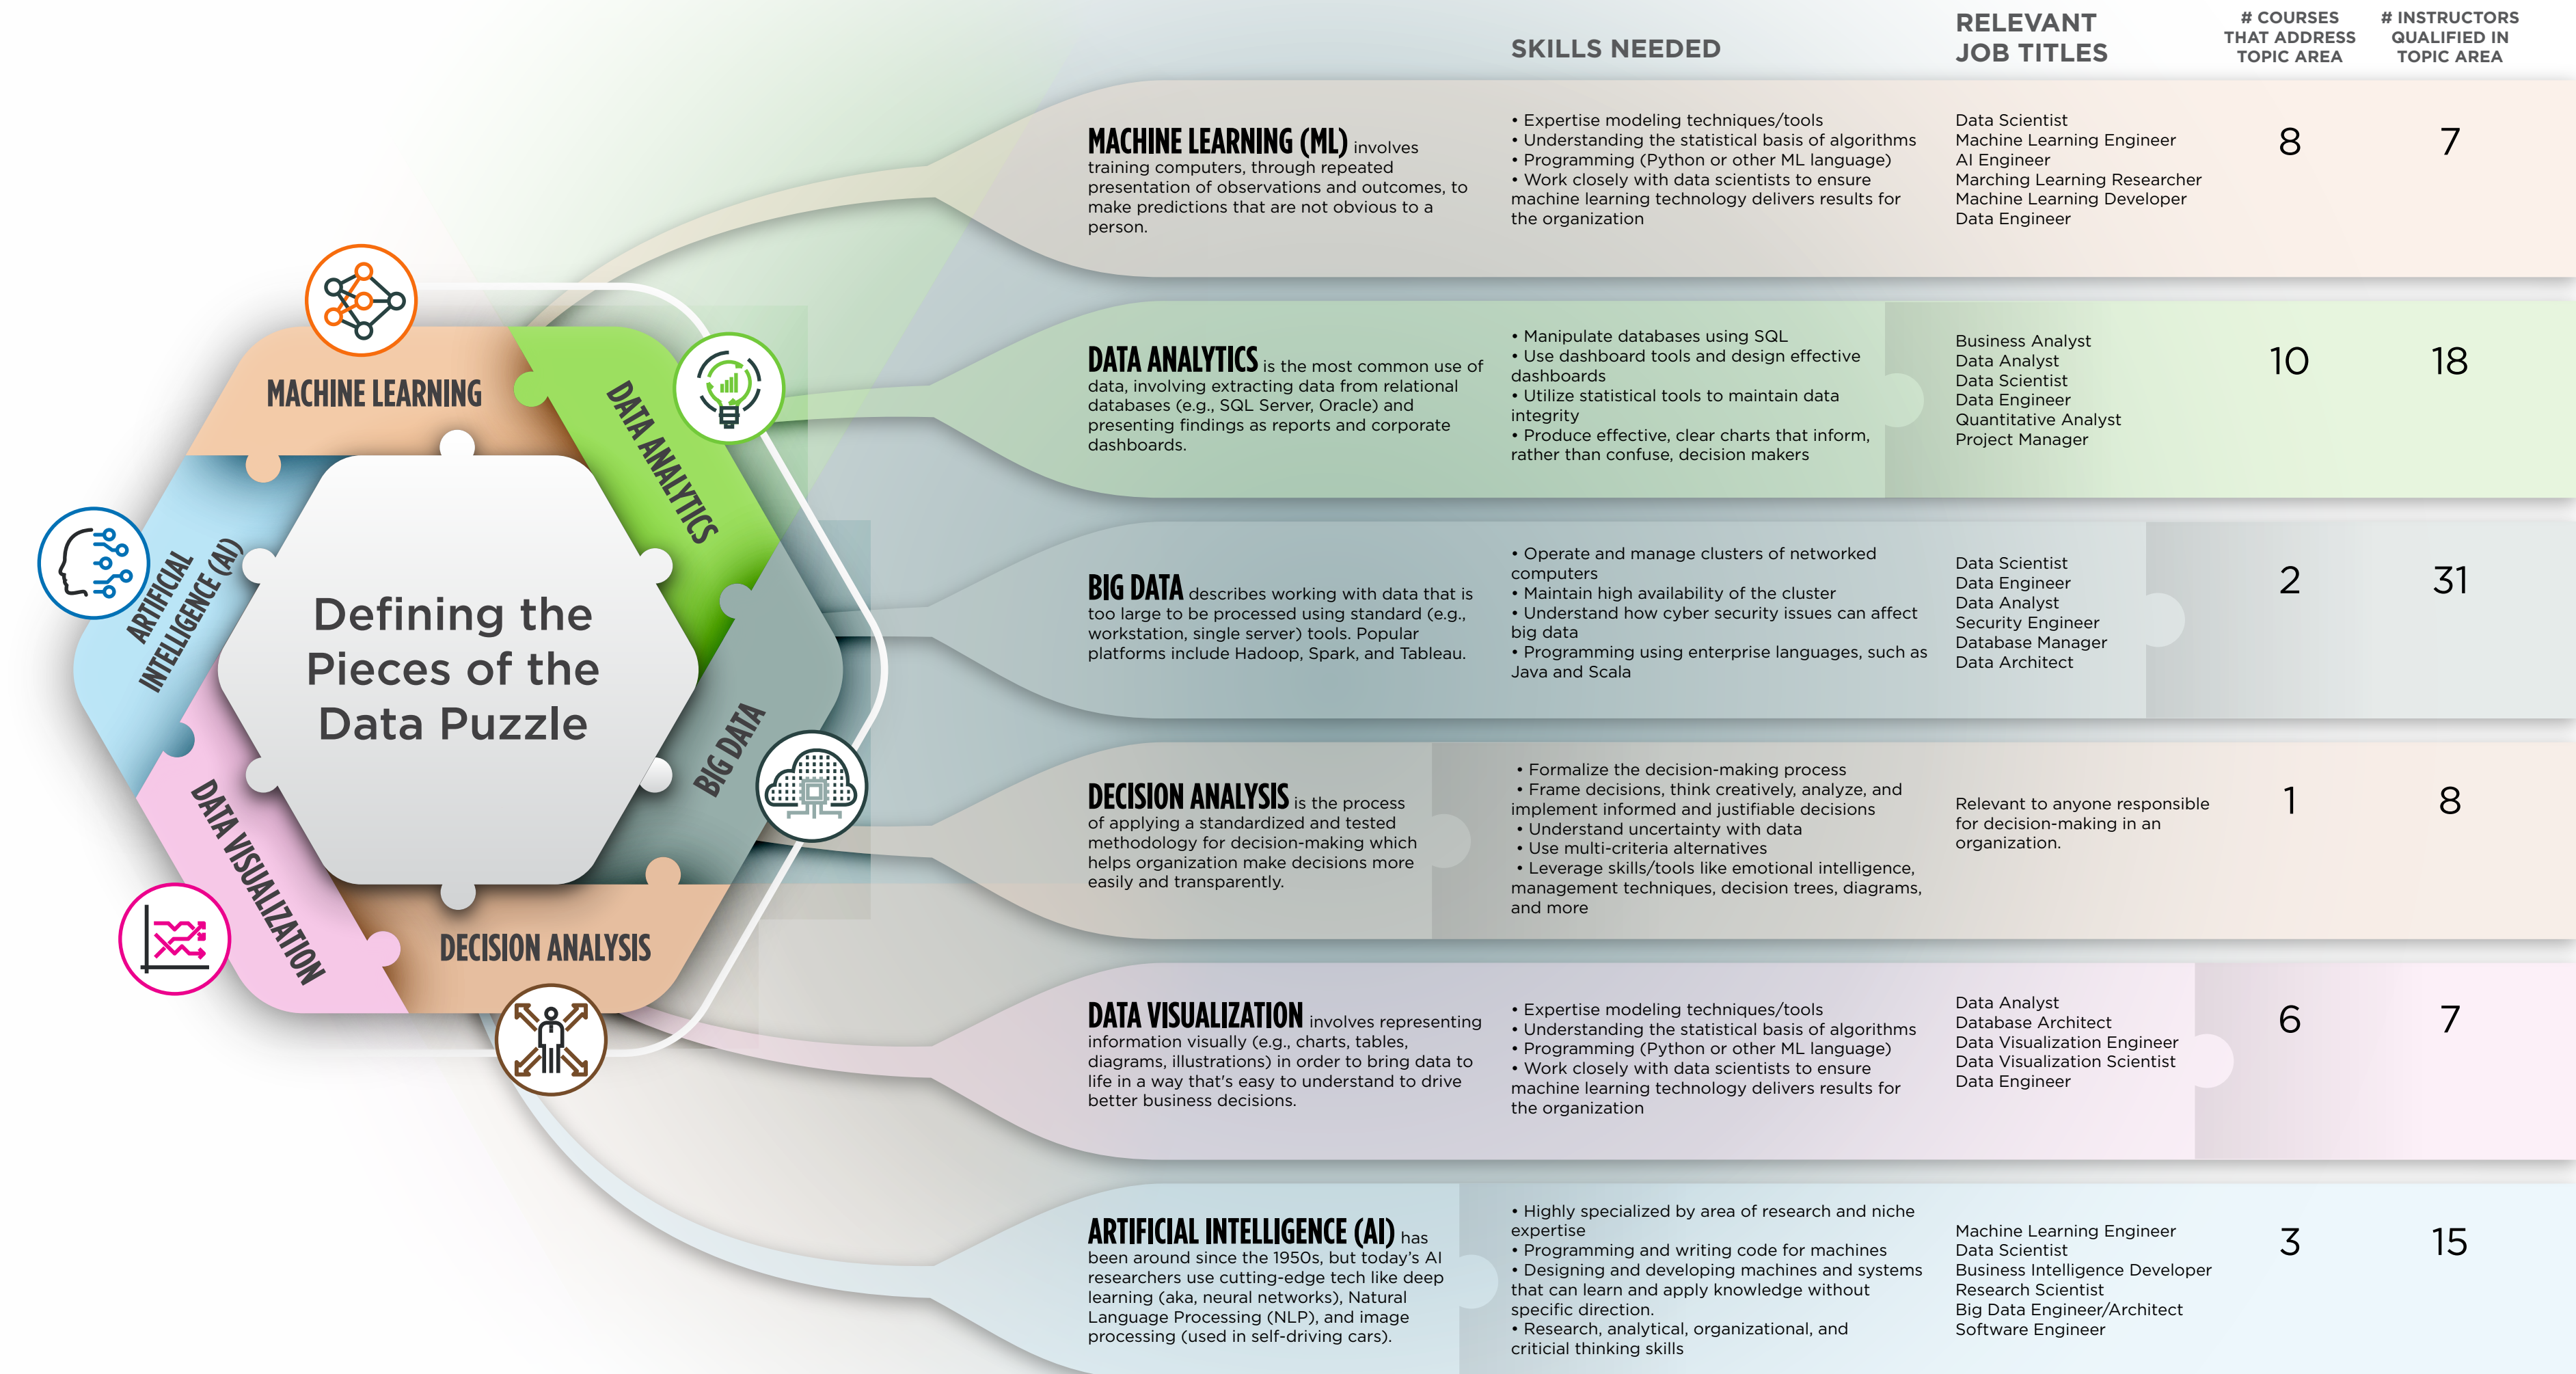 SKILLS NEEDED
RELEVANT
JOB TITLES
# COURSES
THAT ADDRESS
TOPIC AREA
# INSTRUCTORS
QUALIFIED IN
TOPIC AREA
MACHINE LEARNING
DATA ANALYTICS
BIG DATA
DECISION ANALYSIS
DATA VISUALIZATION
ARTIFICIAL
INTELLIGENCE (AI)
Defining the
Pieces of the
Data Puzzle
MACHINE LEARNING (ML) involves
training computers, through repeated
presentation of observations and outcomes, to
make predictions that are not obvious to a
person.
• Expertise modeling techniques/tools
• Understanding the statistical basis of algorithms
• Programming (Python or other ML language)
• Work closely with data scientists to ensure
machine learning technology delivers results for
the organization
Data Scientist
Machine Learning Engineer
AI Engineer
Marching Learning Researcher
Machine Learning Developer
Data Engineer
8
7
DATA ANALYTICS is the most common use of
data, involving extracting data from relational
databases (e.g., SQL Server, Oracle) and
presenting findings as reports and corporate
dashboards.
• Manipulate databases using SQL
• Use dashboard tools and design effective
dashboards
• Utilize statistical tools to maintain data
integrity
• Produce effective, clear charts that inform,
rather than confuse, decision makers
Business Analyst
Data Analyst
Data Scientist
Data Engineer
Quantitative Analyst
Project Manager
10
18
BIG DATA describes working with data that is
too large to be processed using standard (e.g.,
workstation, single server) tools. Popular
platforms include Hadoop, Spark, and Tableau.
• Operate and manage clusters of networked
computers
• Maintain high availability of the cluster
• Understand how cyber security issues can affect
big data
• Programming using enterprise languages, such as
Java and Scala
Data Scientist
Data Engineer
Data Analyst
Security Engineer
Database Manager
Data Architect
2
31
DECISION ANALYSIS is the process
of applying a standardized and tested
methodology for decision-making which
helps organization make decisions more
easily and transparently.
• Formalize the decision-making process
• Frame decisions, think creatively, analyze, and
implement informed and justifiable decisions
• Understand uncertainty with data
• Use multi-criteria alternatives
• Leverage skills/tools like emotional intelligence,
management techniques, decision trees, diagrams,
and more
Relevant to anyone responsible
for decision-making in an
organization.
1
8
DATA VISUALIZATION involves representing
information visually (e.g., charts, tables,
diagrams, illustrations) in order to bring data to
life in a way that's easy to understand to drive
better business decisions.
• Expertise modeling techniques/tools
• Understanding the statistical basis of algorithms
• Programming (Python or other ML language)
• Work closely with data scientists to ensure
machine learning technology delivers results for
the organization
Data Analyst
Database Architect
Data Visualization Engineer
Data Visualization Scientist
Data Engineer
6
7
ARTIFICIAL INTELLIGENCE (AI) has
been around since the 1950s, but today's AI
researchers use cutting-edge tech like deep
learning (aka, neural networks), Natural
Language Processing (NLP), and image
processing (used in self-driving cars).
• Highly specialized by area of research and niche
expertise
• Programming and writing code for machines
• Designing and developing machines and systems
that can learn and apply knowledge without
specific direction.
• Research, analytical, organizational, and
criticial thinking skills
Machine Learning Engineer
Data Scientist
Business Intelligence Developer
Research Scientist
Big Data Engineer/Architect
Software Engineer
3
15